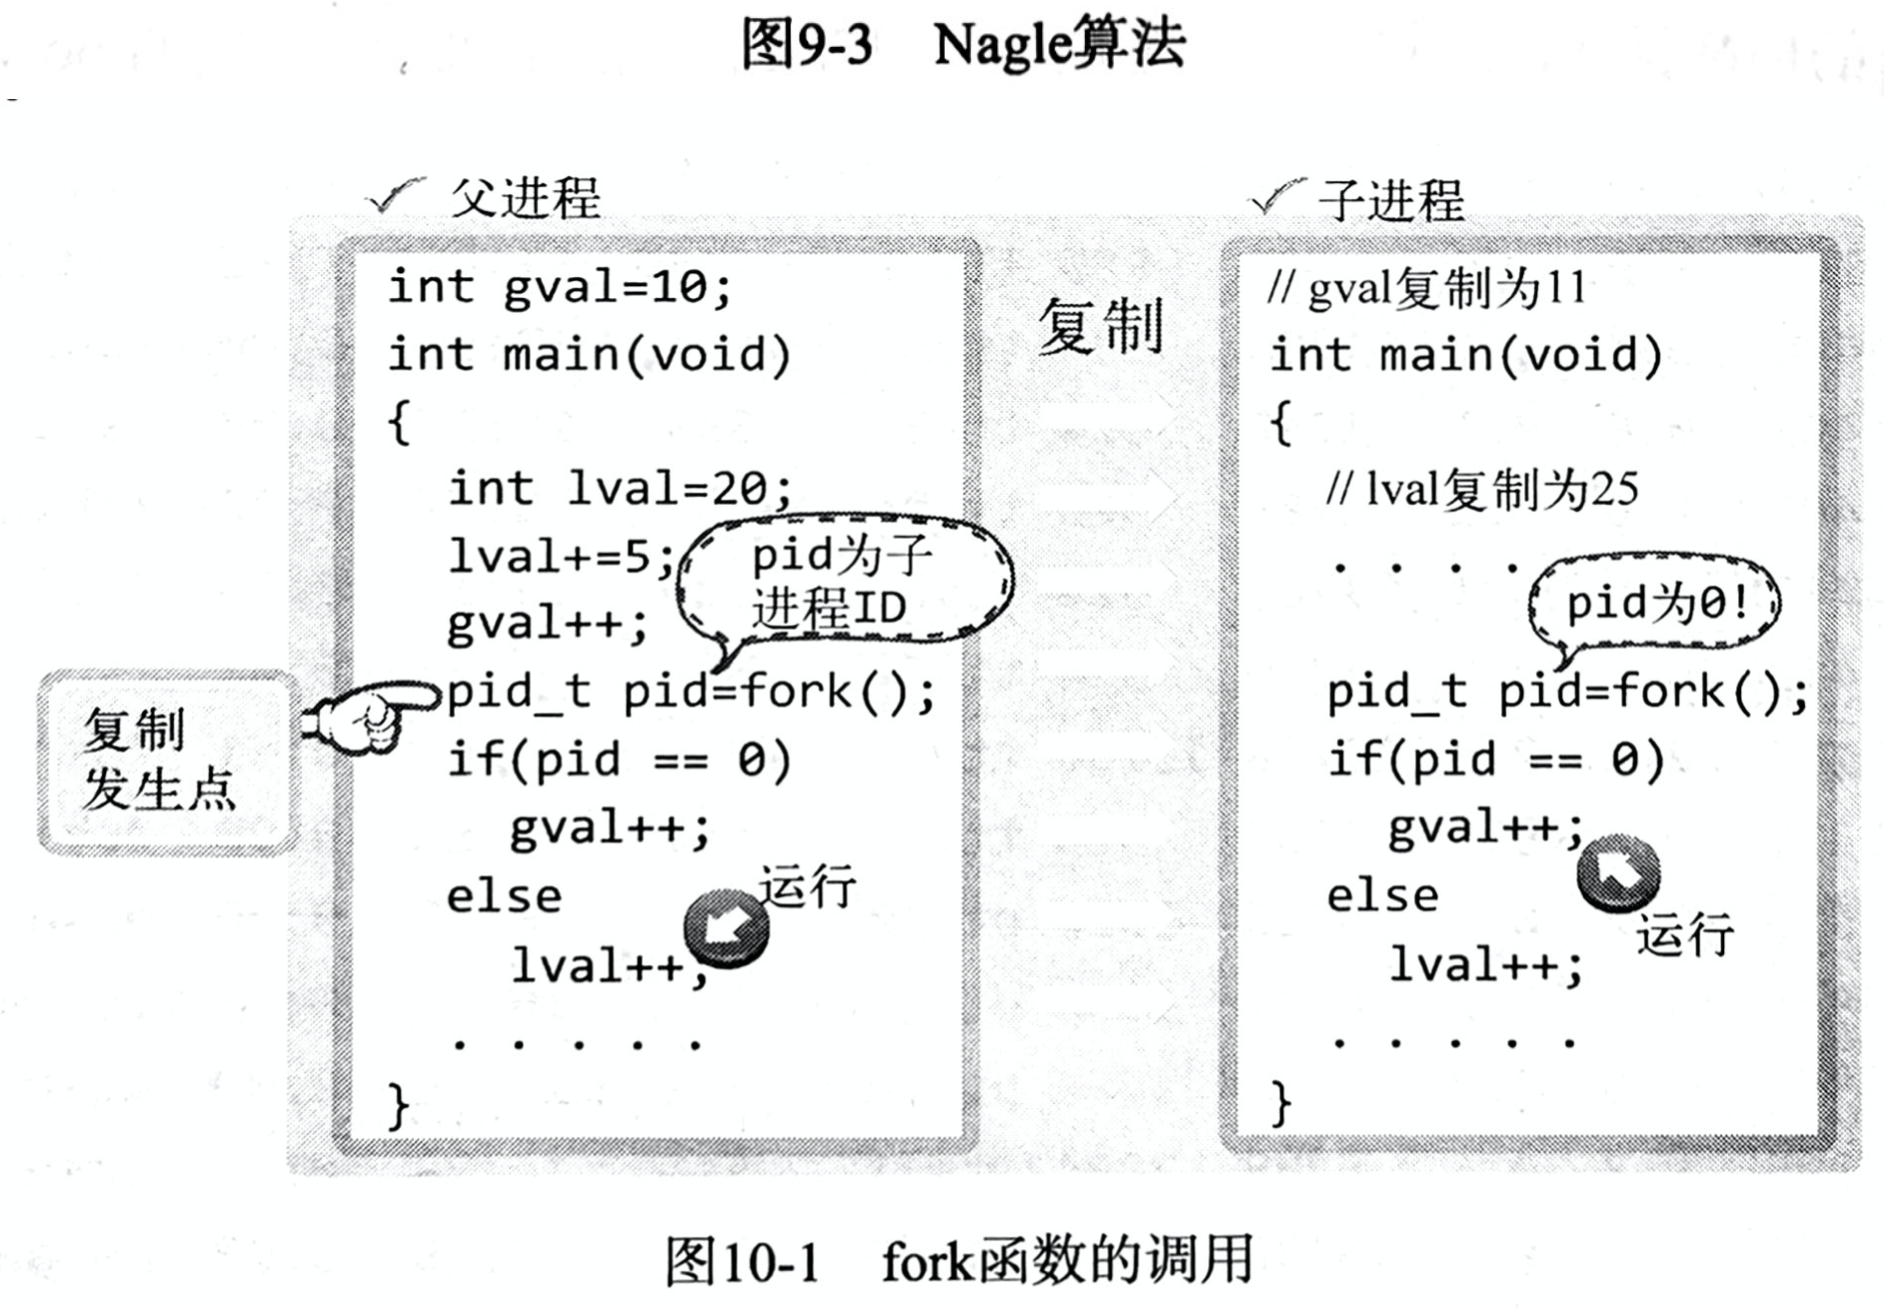 图9-3 Nagle算法
✓ 父进程
int gval=10;
int main(void)
{
int lval=20;
lval+=5;
gval++;
pid为子
进程ID
pid_t pid=fork();
if(pid == 0)
gval++;
else
lval++;
运行
. . . . .
}
复制
发生点
复制
✓ 子进程
// gval复制为11
int main(void)
{
// lval复制为25
. . . .
pid为0!
pid_t pid=fork();
if(pid == 0)
gval++;
else
lval++;
运行
. . . . .
}
图10-1 fork函数的调用